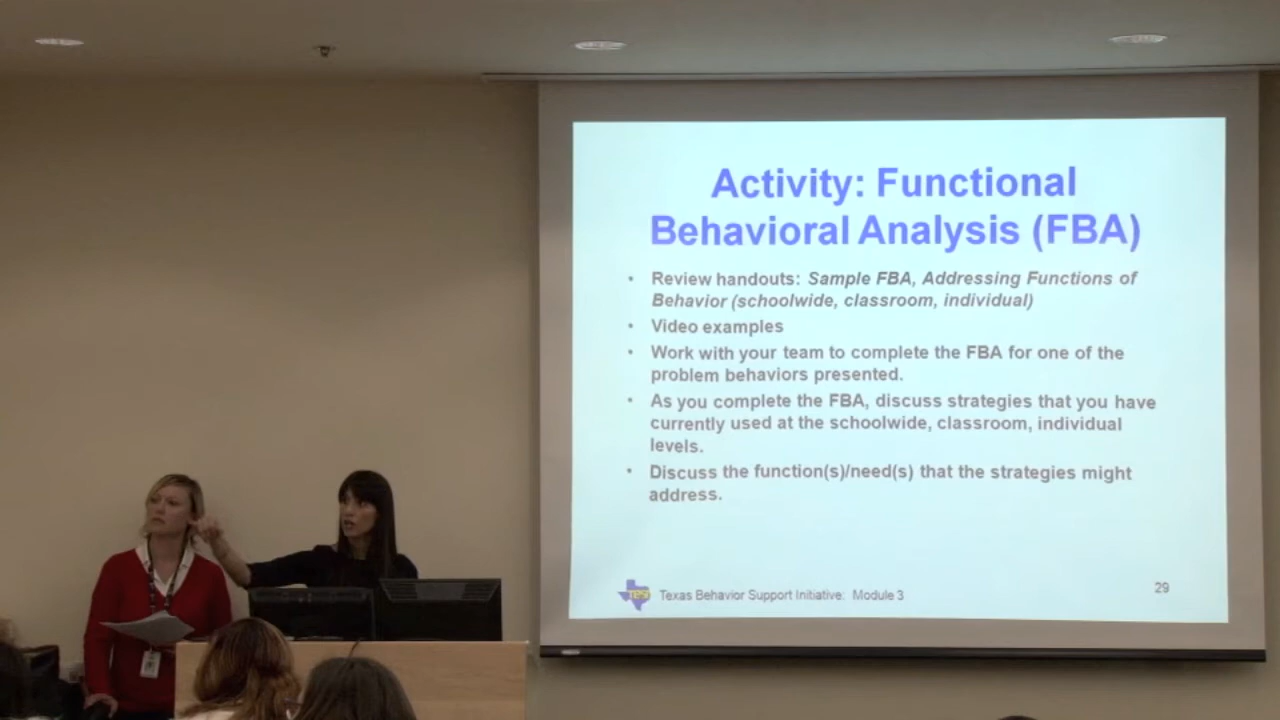 Activity: Functional
Behavioral Analysis (FBA)
• Review handouts: Sample FBA, Addressing Functions of
Behavior (schoolwide, classroom, individual)
• Video examples
• Work with your team to complete the FBA for one of the
problem behaviors presented.
• As you complete the FBA, discuss strategies that you have
currently used at the schoolwide, classroom, individual
levels.
• Discuss the function(s)/need(s) that the strategies might
address.
TBSI
Texas Behavior Support Initiative: Module 3
29